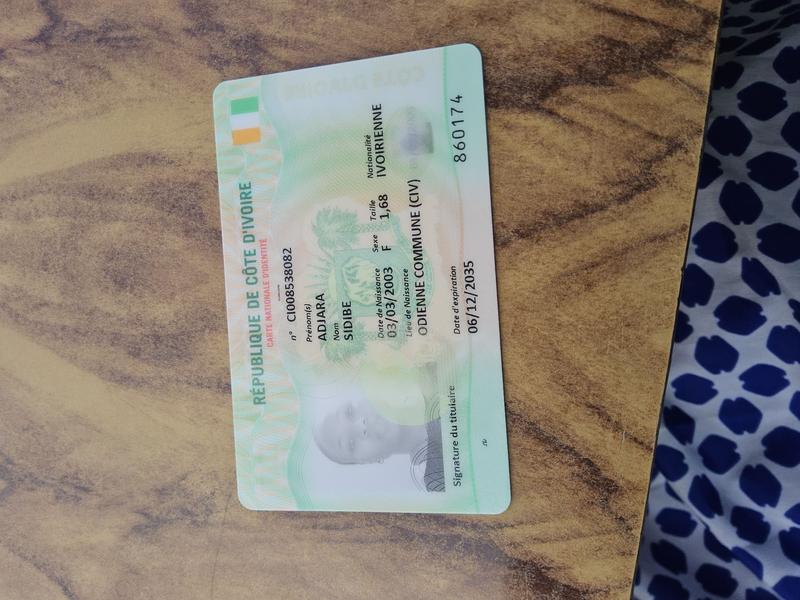 RÉPUBLIQUE DE CÔTE D'IVOIRE
CARTE NATIONALE D'IDENTITÉ
n° CI008538082
Prénom(s)
ADJARA
Nom
SIDIBE
Date de Naissance Sexe Taille Nationalité
03/03/2003 F 1,68 IVOIRIENNE
Lieu de Naissance
ODIENNE COMMUNE (CIV)
Signature du titulaire
Date d'expiration
06/12/2035
860174
CÔTE D'IVOIRE